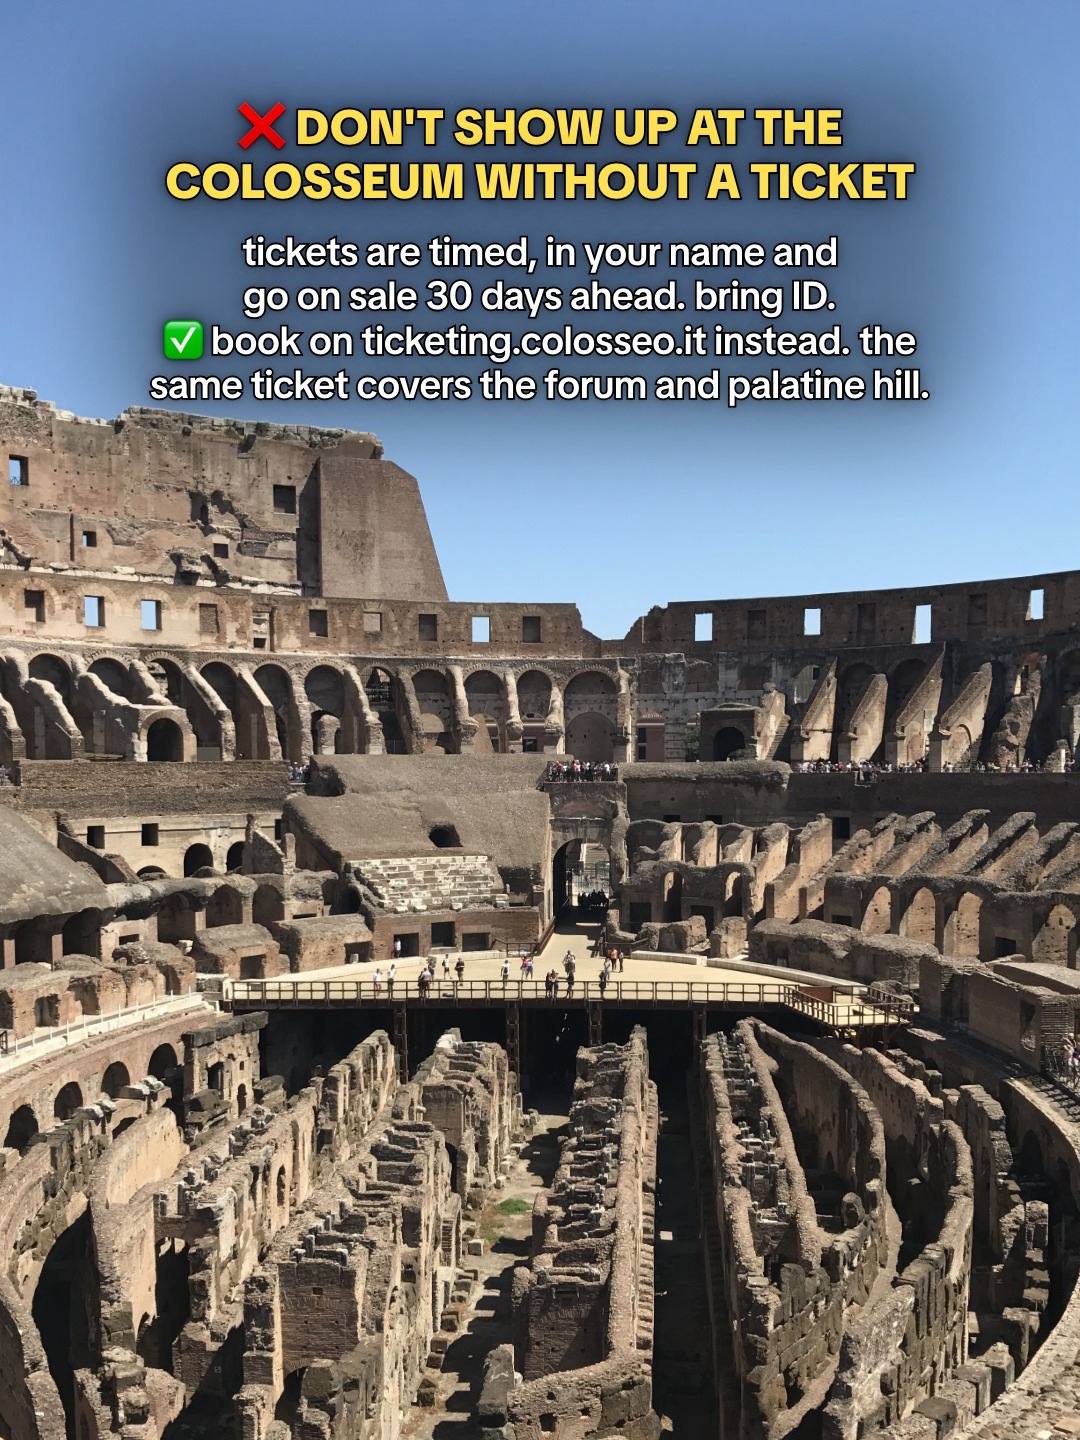 ❌ DON'T SHOW UP AT THE
COLOSSEUM WITHOUT A TICKET
tickets are timed, in your name and
go on sale 30 days ahead. bring ID.
✅ book on ticketing.colosseo.it instead. the
same ticket covers the forum and palatine hill.